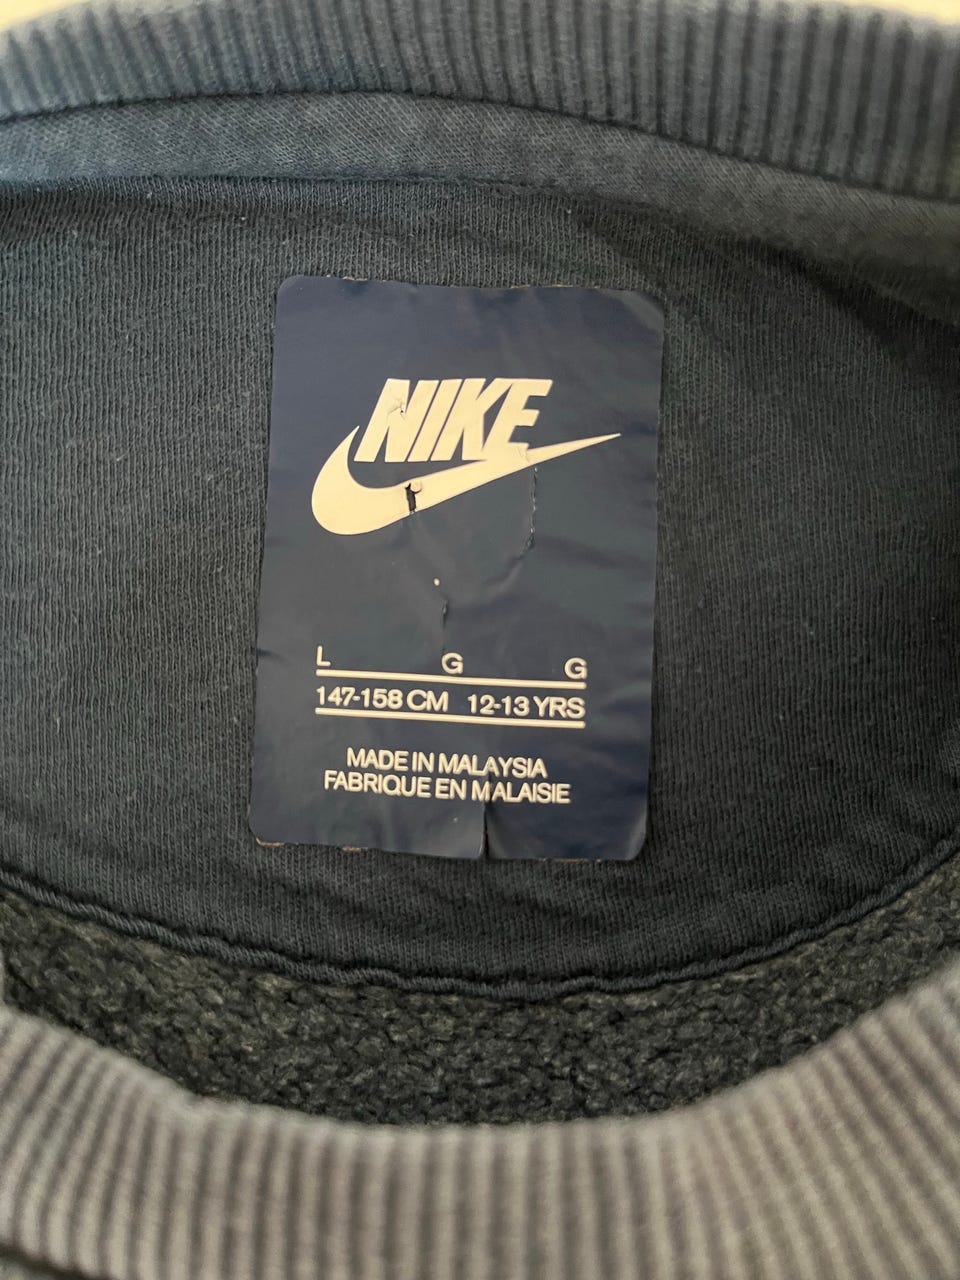 NIKE
L G G
147-158 CM 12-13 YRS
MADE IN MALAYSIA
FABRIQUE EN MALAISIE